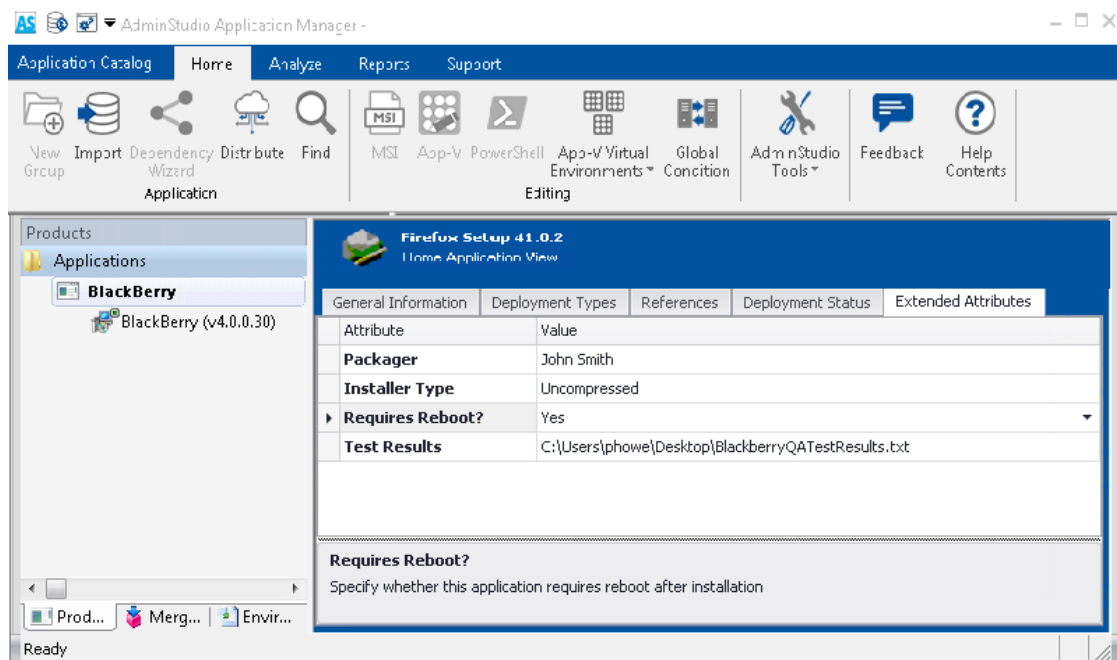 AS AdminStudio Application Manager -
Application Catalog Home Analyze Reports Support
New Group
Import
Dependency Wizard
Distribute
Find
MSI
MSI
App-V
PowerShell
App-V Virtual Environments
Global Condition
AdminStudio Tools
Feedback
Help Contents
Application
Editing
Products
Applications
BlackBerry
BlackBerry (v4.0.0.30)
Prod... Merg... Envir...
Firefox Setup 41.0.2
Home Application View
General Information Deployment Types References Deployment Status Extended Attributes
Attribute Value
Packager John Smith
Installer Type Uncompressed
Requires Reboot? Yes
Test Results C:\Users\phowe\Desktop\BlackberryQATestResults.txt
Requires Reboot?
Specify whether this application requires reboot after installation
Ready